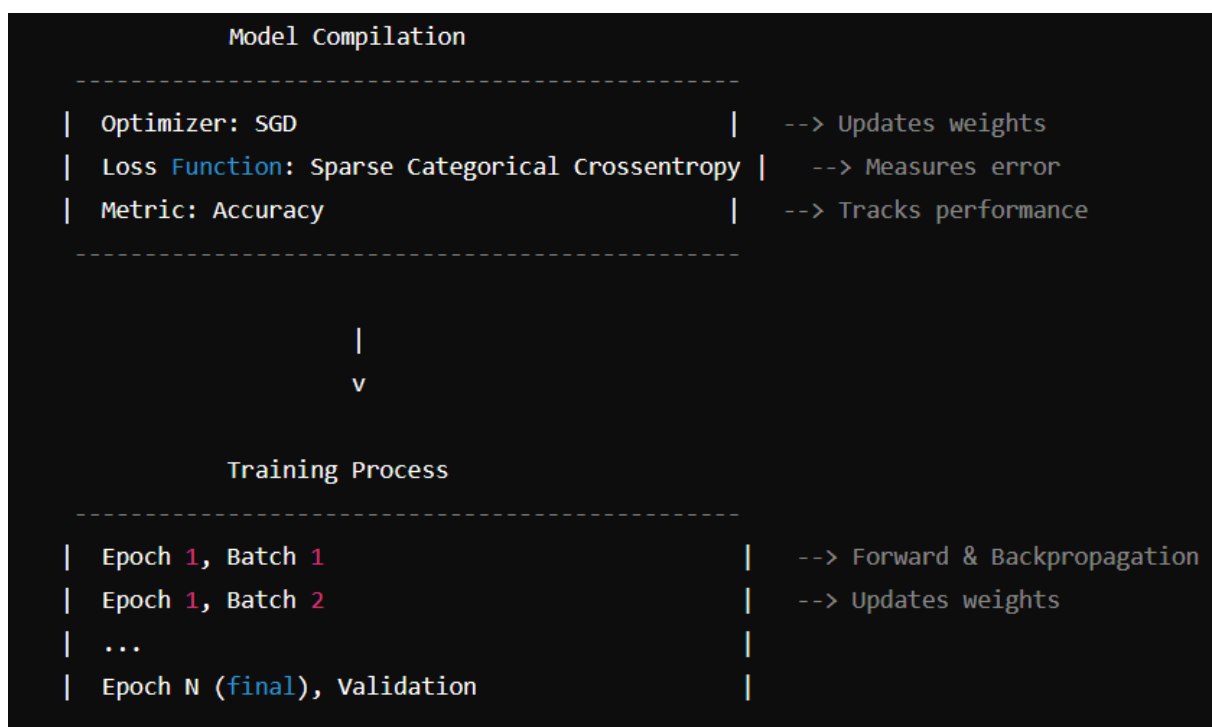 Model Compilation
------------------------------------------------
| Optimizer: SGD | --> Updates weights
| Loss Function: Sparse Categorical Crossentropy | --> Measures error
| Metric: Accuracy | --> Tracks performance
------------------------------------------------
|
v
Training Process
------------------------------------------------
| Epoch 1, Batch 1 | --> Forward & Backpropagation
| Epoch 1, Batch 2 | --> Updates weights
| ... |
| Epoch N (final), Validation |